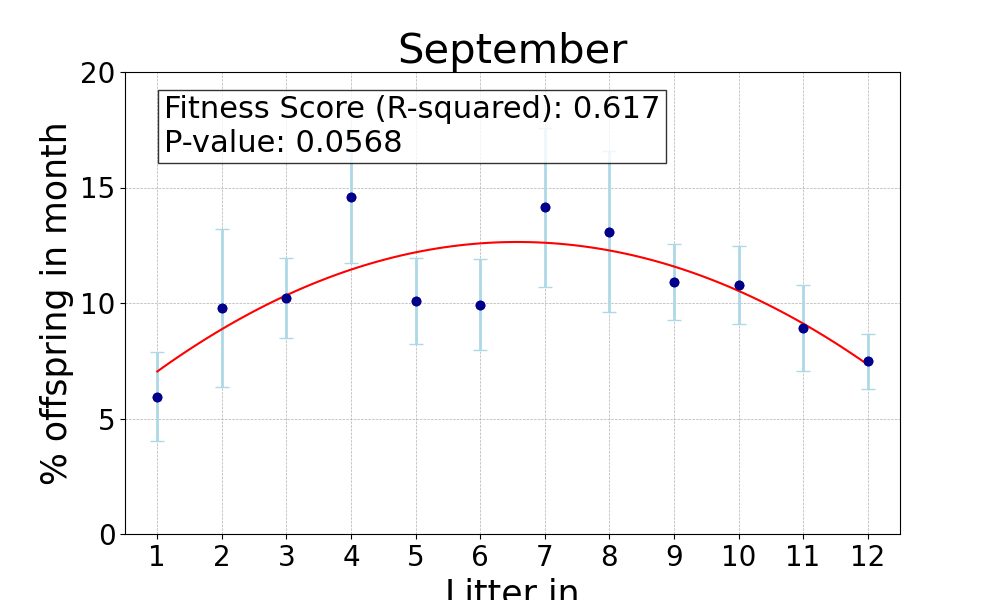 September
Fitness Score (R-squared): 0.617
P-value: 0.0568
% offspring in month
20
15
10
5
0
1 2 3 4 5 6 7 8 9 10 11 12
Litter in